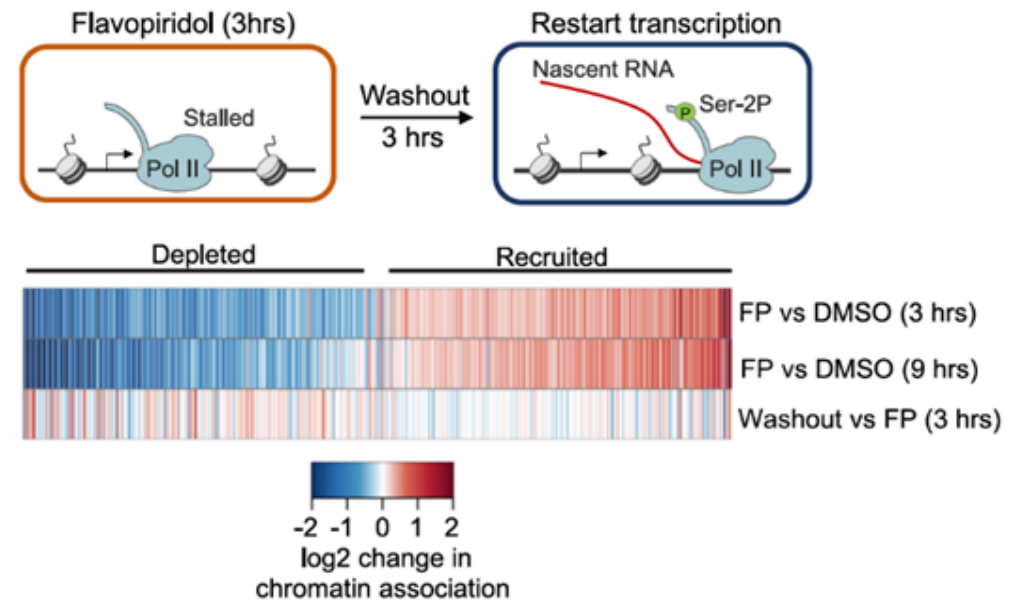 Flavopiridol (3hrs)
Restart transcription
Stalled
Pol II
Washout
3 hrs
Nascent RNA
P
Ser-2P
Pol II
Depleted
Recruited
FP vs DMSO (3 hrs)
FP vs DMSO (9 hrs)
Washout vs FP (3 hrs)
-2 -1 0 1 2
log2 change in
chromatin association